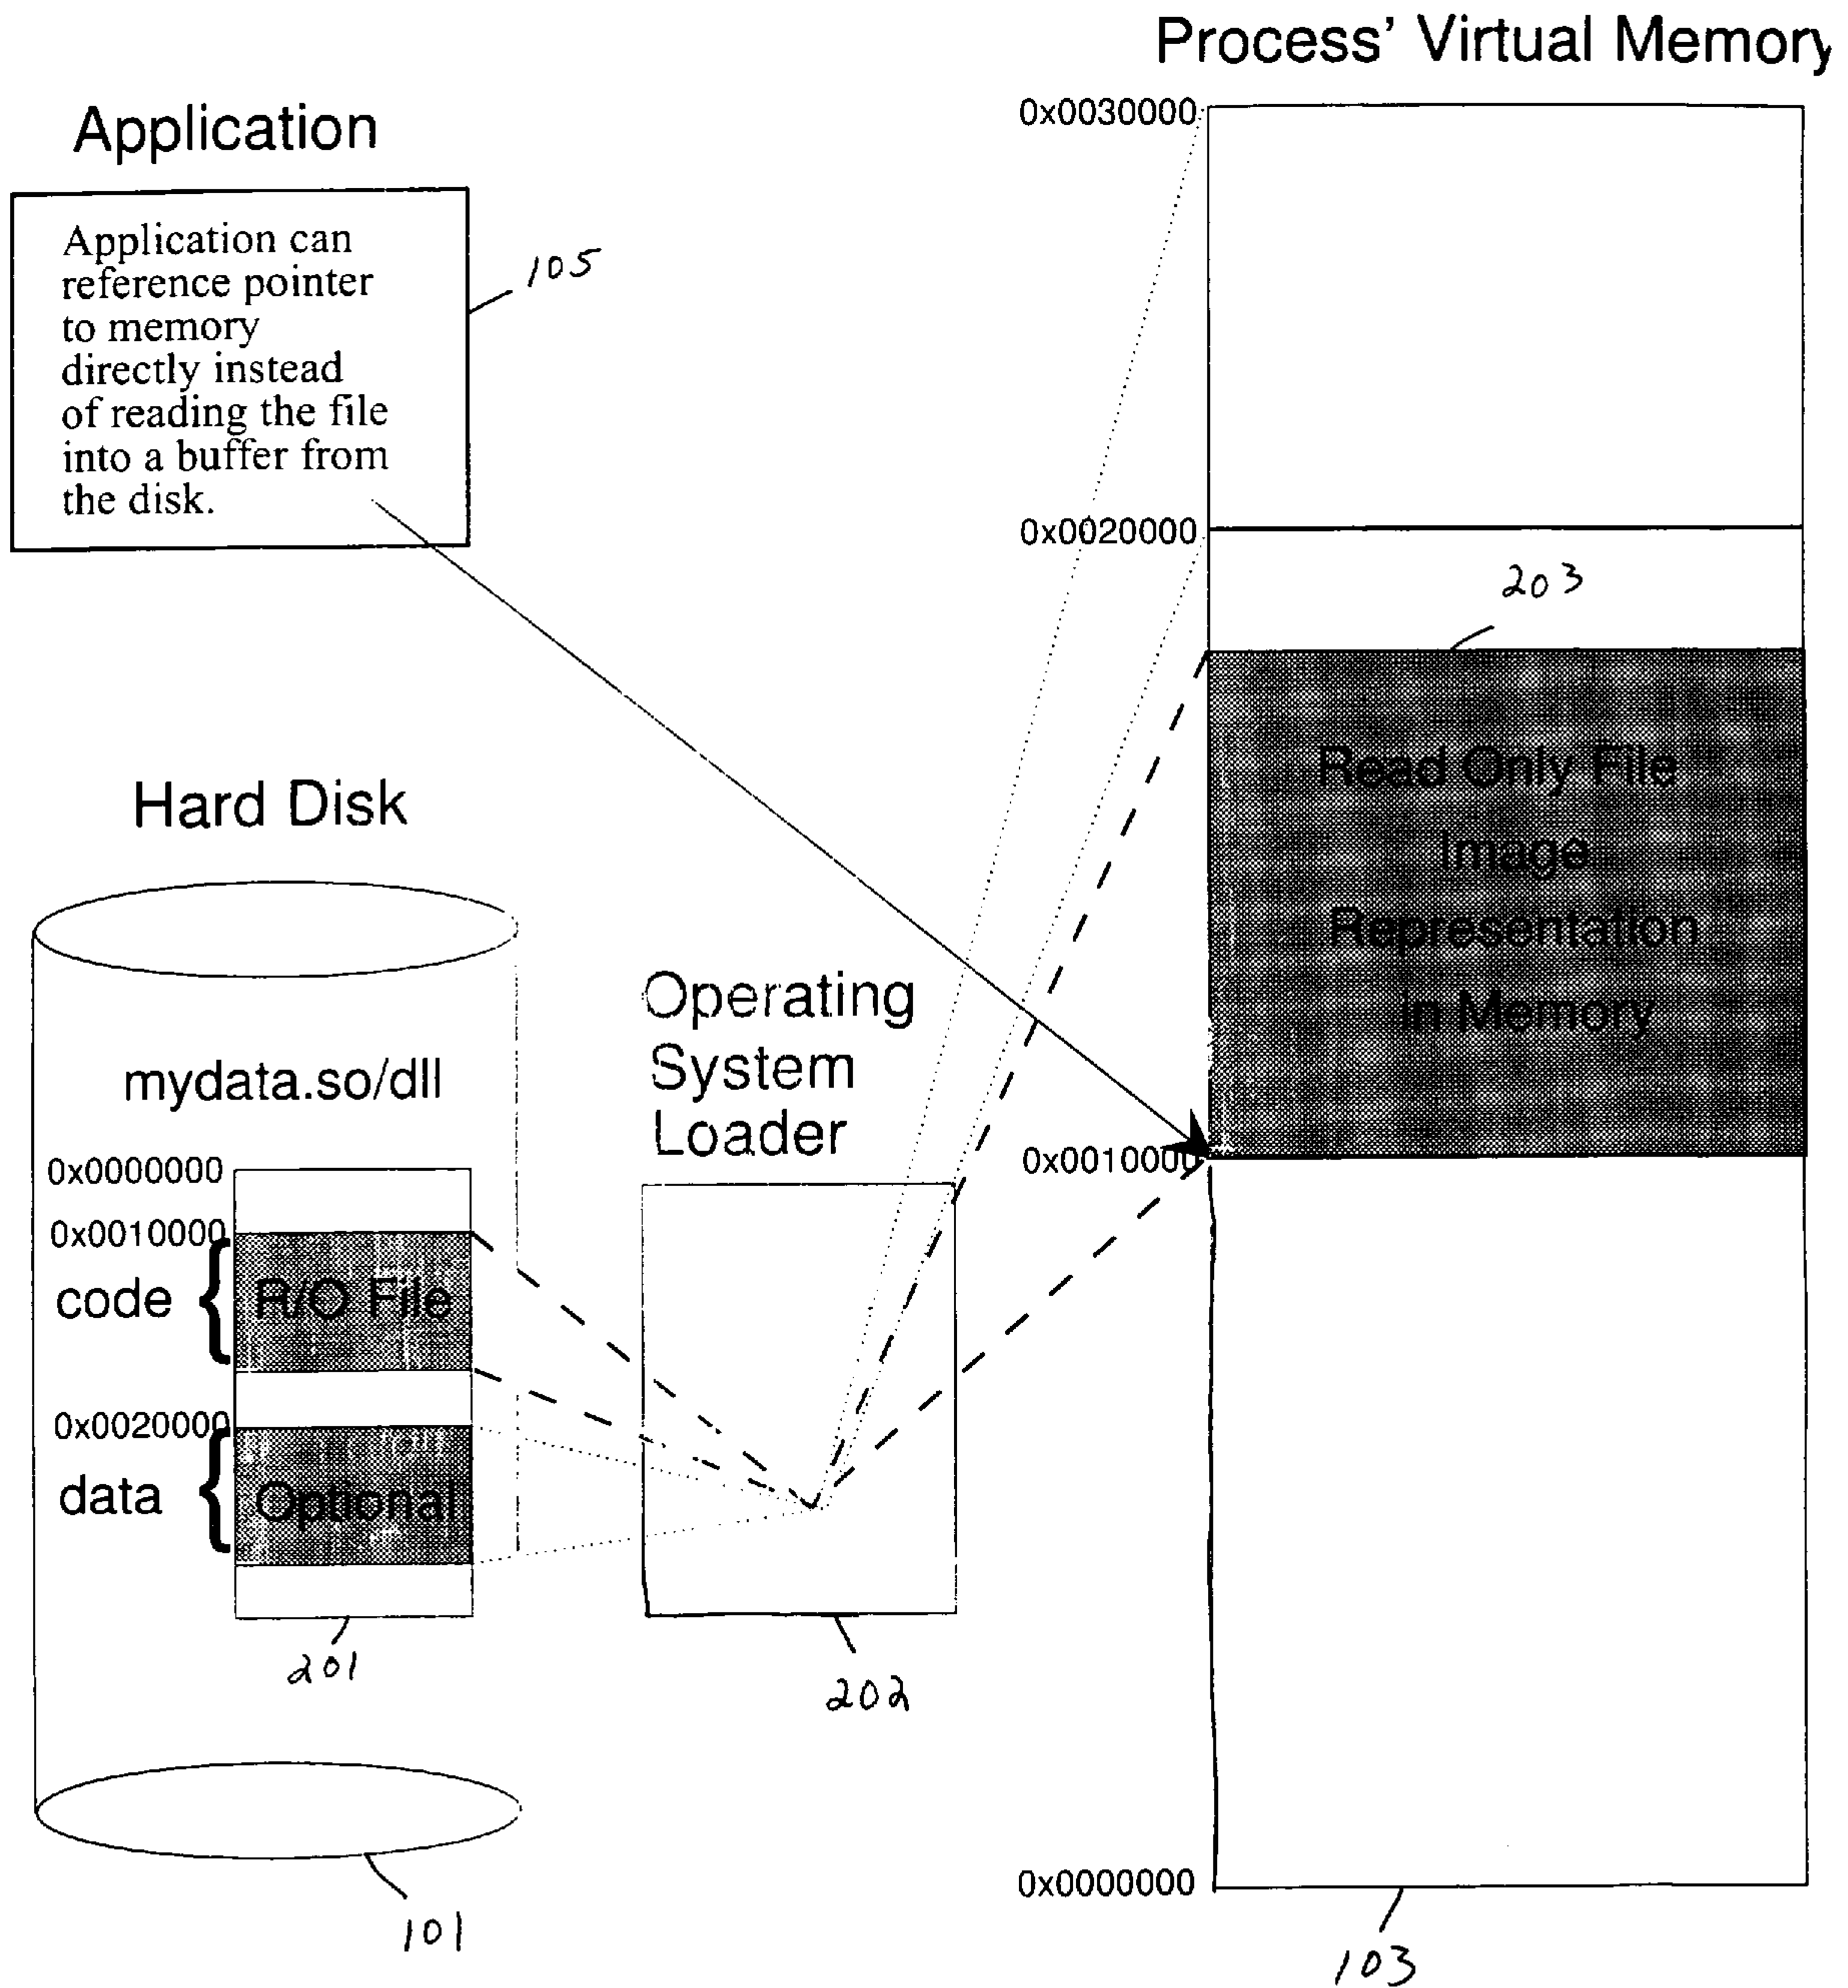 Process' Virtual Memory
0x0030000
Application
Application can
reference pointer
to memory
directly instead
of reading the file
into a buffer from
the disk.
105
0x0020000
203
Read Only File
Image
Representation
in Memory
0x0010000
Hard Disk
mydata.so/dll
0x0000000
0x0010000
code { R/O File
0x0020000
data { Optional
201
101
Operating
System
Loader
202
0x0000000
103